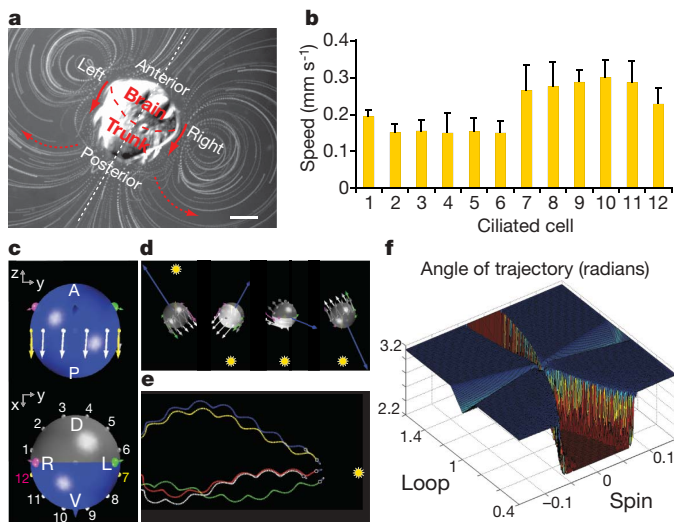 a
Left
Anterior
Brain
Trunk
Right
Posterior
b
Speed (mm s⁻¹)
0.4
0.3
0.2
0.1
0
1 2 3 4 5 6 7 8 9 10 11 12
Ciliated cell
c
z
y
A
P
x
y
3 4
2 D 5
1 6
R L
12 7
11 V 8
10 9
d
e
f
Angle of trajectory (radians)
3.2
2.2
1.4
1
0.4
Loop
−0.1
0
0.1
Spin